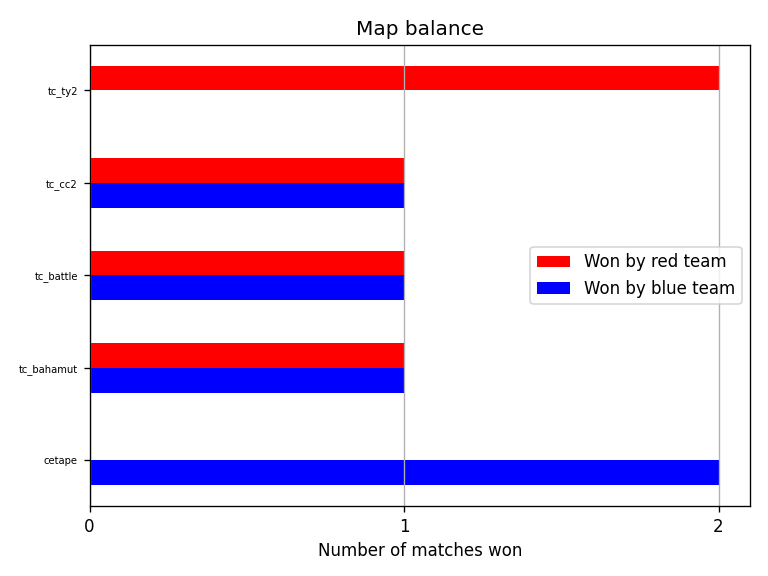 Map balance
tc_ty2
tc_cc2
tc_battle
tc_bahamut
cetape
Won by red team
Won by blue team
0 1 2
Number of matches won